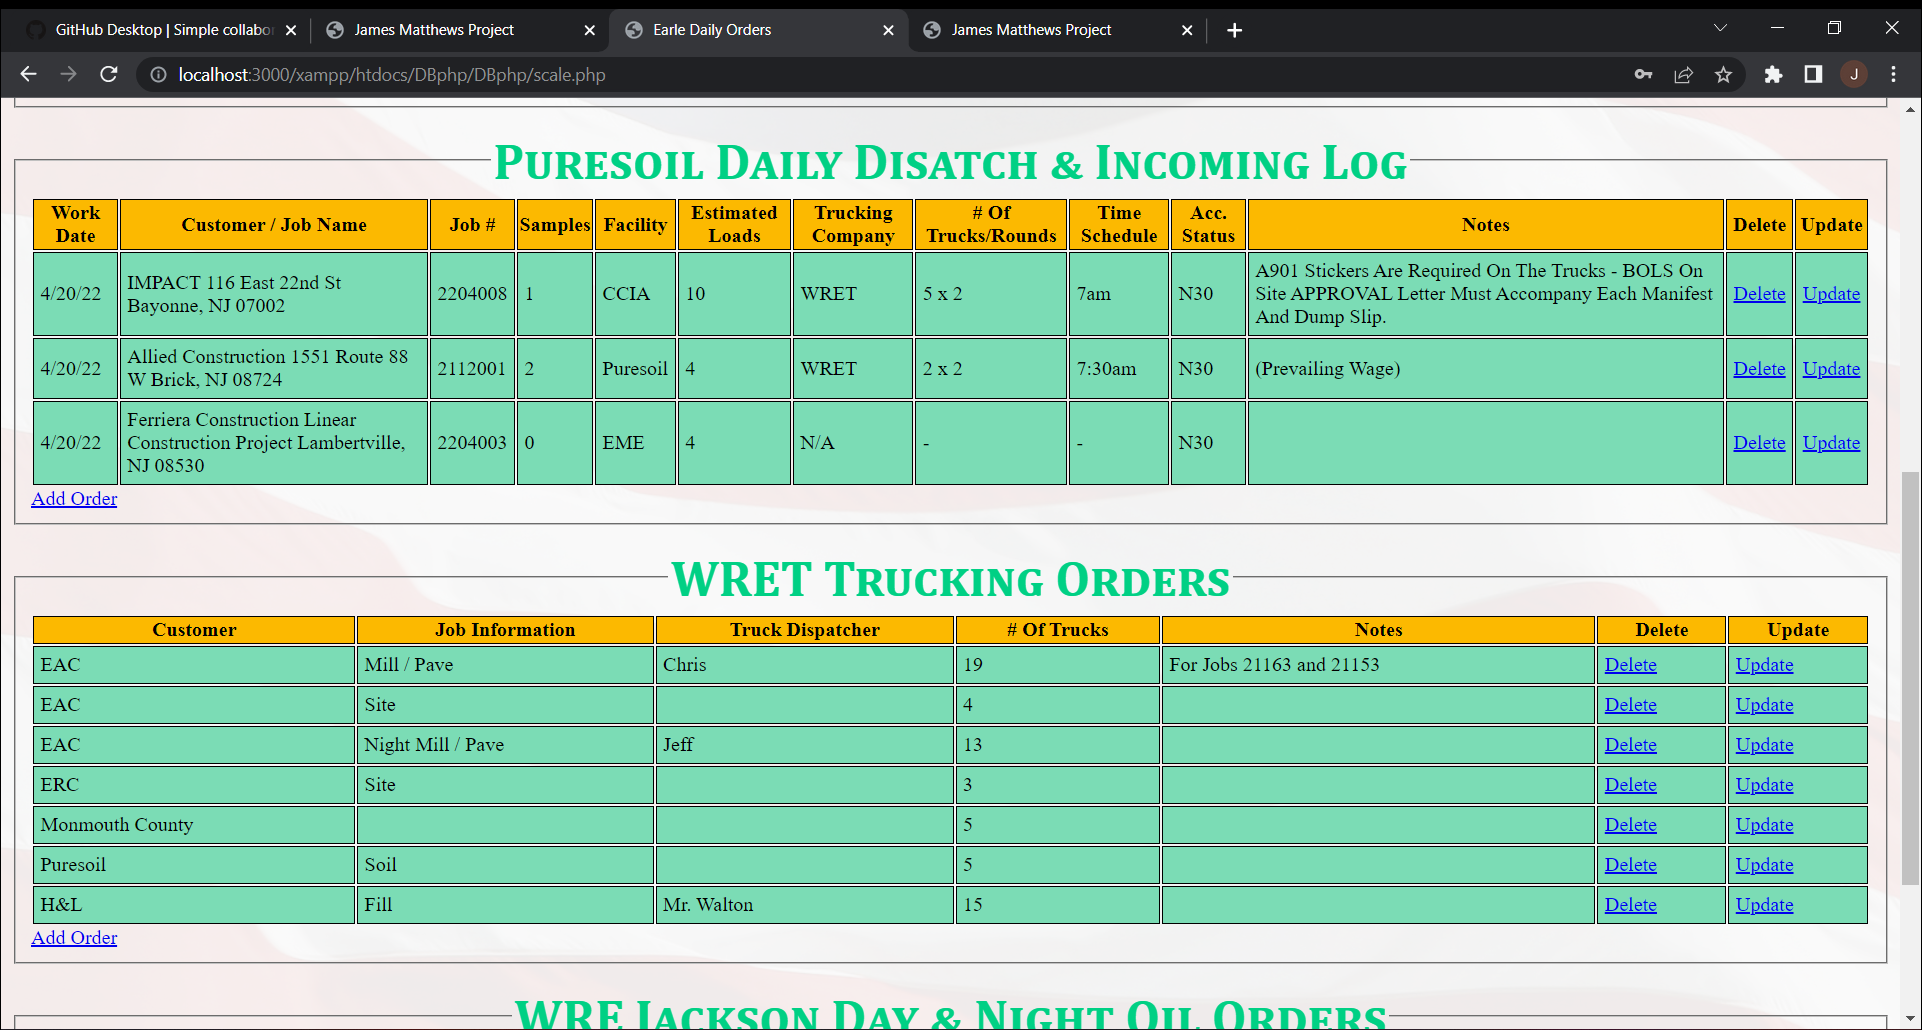 GitHub Desktop | Simple collabo
James Matthews Project
Earle Daily Orders
James Matthews Project
localhost:3000/xampp/htdocs/DBphp/DBphp/scale.php
J
Puresoil Daily Disatch & Incoming Log
Work Date
Customer / Job Name
Job #
Samples
Facility
Estimated Loads
Trucking Company
# Of Trucks/Rounds
Time Schedule
Acc. Status
Notes
Delete
Update
4/20/22
IMPACT 116 East 22nd St
Bayonne, NJ 07002
2204008
1
CCIA
10
WRET
5 x 2
7am
N30
A901 Stickers Are Required On The Trucks - BOLS On
Site APPROVAL Letter Must Accompany Each Manifest
And Dump Slip.
Delete
Update
4/20/22
Allied Construction 1551 Route 88
W Brick, NJ 08724
2112001
2
Puresoil
4
WRET
2 x 2
7:30am
N30
(Prevailing Wage)
Delete
Update
4/20/22
Ferriera Construction Linear
Construction Project Lambertville,
NJ 08530
2204003
0
EME
4
N/A
-
-
N30
Delete
Update
Add Order
WRET Trucking Orders
Customer
Job Information
Truck Dispatcher
# Of Trucks
Notes
Delete
Update
EAC
Mill / Pave
Chris
19
For Jobs 21163 and 21153
Delete
Update
EAC
Site
4
Delete
Update
EAC
Night Mill / Pave
Jeff
13
Delete
Update
ERC
Site
3
Delete
Update
Monmouth County
5
Delete
Update
Puresoil
Soil
5
Delete
Update
H&L
Fill
Mr. Walton
15
Delete
Update
Add Order
WRE Jackson Day & Night Oil Orders